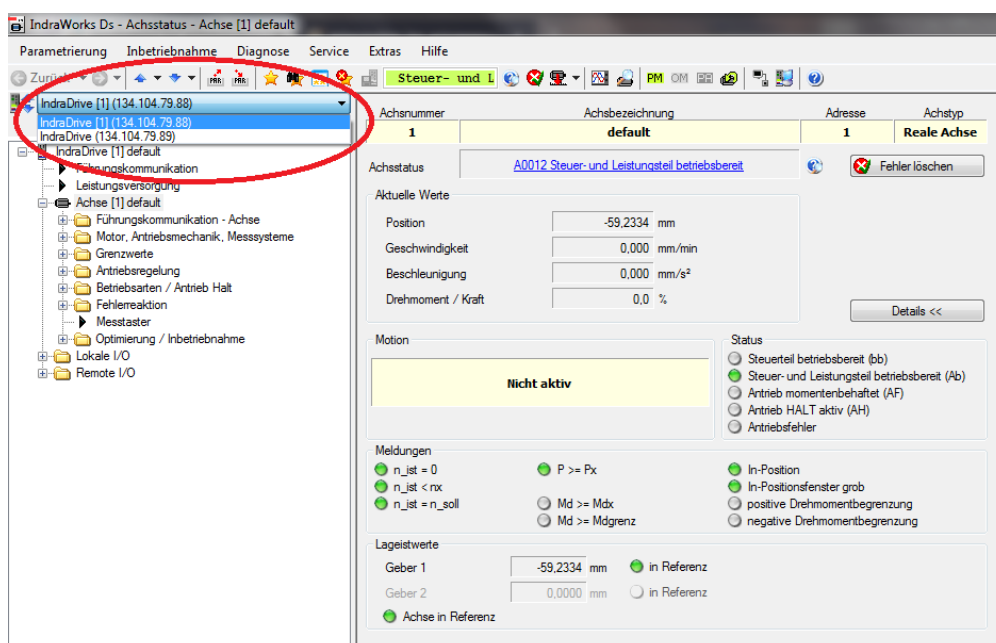 IndraWorks Ds - Achsstatus - Achse [1] default
Parametrierung Inbetriebnahme Diagnose Service Extras Hilfe
Zurück PAR PAR Steuer- und L PM OM
IndraDrive [1] (134.104.79.88)
IndraDrive [1] (134.104.79.88)
IndraDrive (134.104.79.89)
IndraDrive [1] default
Führungskommunikation
Leistungsversorgung
Achse [1] default
Führungskommunikation - Achse
Motor, Antriebsmechanik, Messsysteme
Grenzwerte
Antriebsregelung
Betriebsarten / Antrieb Halt
Fehlerreaktion
Messtaster
Optimierung / Inbetriebnahme
Lokale I/O
Remote I/O
Achsnummer Achsbezeichnung Adresse Achstyp
1 default 1 Reale Achse
Achsstatus A0012 Steuer- und Leistungsteil betriebsbereit Fehler löschen
Aktuelle Werte
Position -59,2334 mm
Geschwindigkeit 0,000 mm/min
Beschleunigung 0,000 mm/s²
Drehmoment / Kraft 0,0 %
Details <<
Motion
Nicht aktiv
Status
Steuerteil betriebsbereit (bb)
Steuer- und Leistungsteil betriebsbereit (Ab)
Antrieb momentenbehaftet (AF)
Antrieb HALT aktiv (AH)
Antriebsfehler
Meldungen
n_ist = 0 P >= Px In-Position
n_ist < nx In-Positionsfenster grob
n_ist = n_soll Md >= Mdx positive Drehmomentbegrenzung
Md >= Mdgrenz negative Drehmomentbegrenzung
Lageistwerte
Geber 1 -59,2334 mm in Referenz
Geber 2 0,0000 mm in Referenz
Achse in Referenz